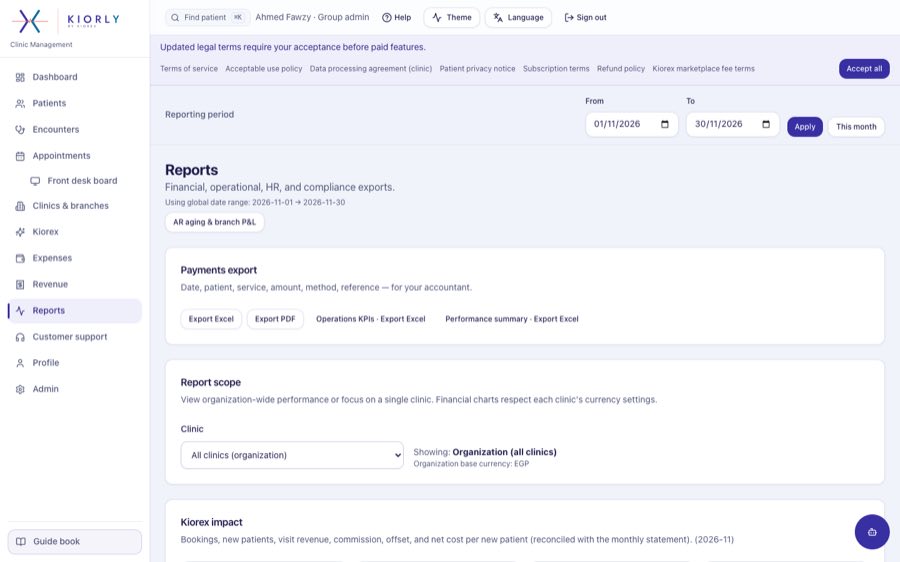 KIORLY
BY KIOREX
Clinic Management
Find patient ⌘K
Ahmed Fawzy · Group admin
Help
Theme
Language
Sign out
Updated legal terms require your acceptance before paid features.
Terms of service Acceptable use policy Data processing agreement (clinic) Patient privacy notice Subscription terms Refund policy Kiorex marketplace fee terms
Accept all
Dashboard
Patients
Encounters
Appointments
Front desk board
Clinics & branches
Kiorex
Expenses
Revenue
Reports
Customer support
Profile
Admin
Guide book
Reporting period
From
01/11/2026
To
30/11/2026
Apply
This month
Reports
Financial, operational, HR, and compliance exports.
Using global date range: 2026-11-01 → 2026-11-30
AR aging & branch P&L
Payments export
Date, patient, service, amount, method, reference — for your accountant.
Export Excel Export PDF Operations KPIs · Export Excel Performance summary · Export Excel
Report scope
View organization-wide performance or focus on a single clinic. Financial charts respect each clinic's currency settings.
Clinic
All clinics (organization)
Showing: Organization (all clinics)
Organization base currency: EGP
Kiorex impact
Bookings, new patients, visit revenue, commission, offset, and net cost per new patient (reconciled with the monthly statement). (2026-11)